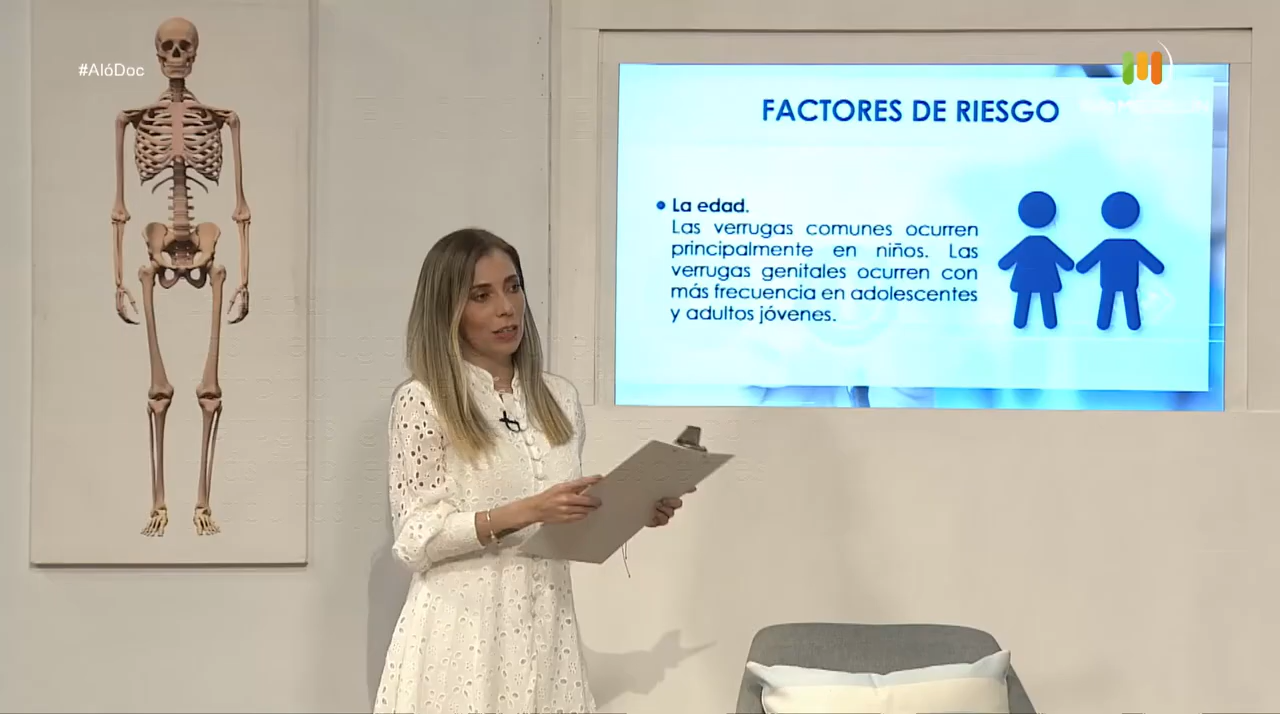 #AlóDoc
FACTORES DE RIESGO
• La edad.
Las verrugas comunes ocurren
principalmente en niños. Las
verrugas genitales ocurren con
más frecuencia en adolescentes
y adultos jóvenes.